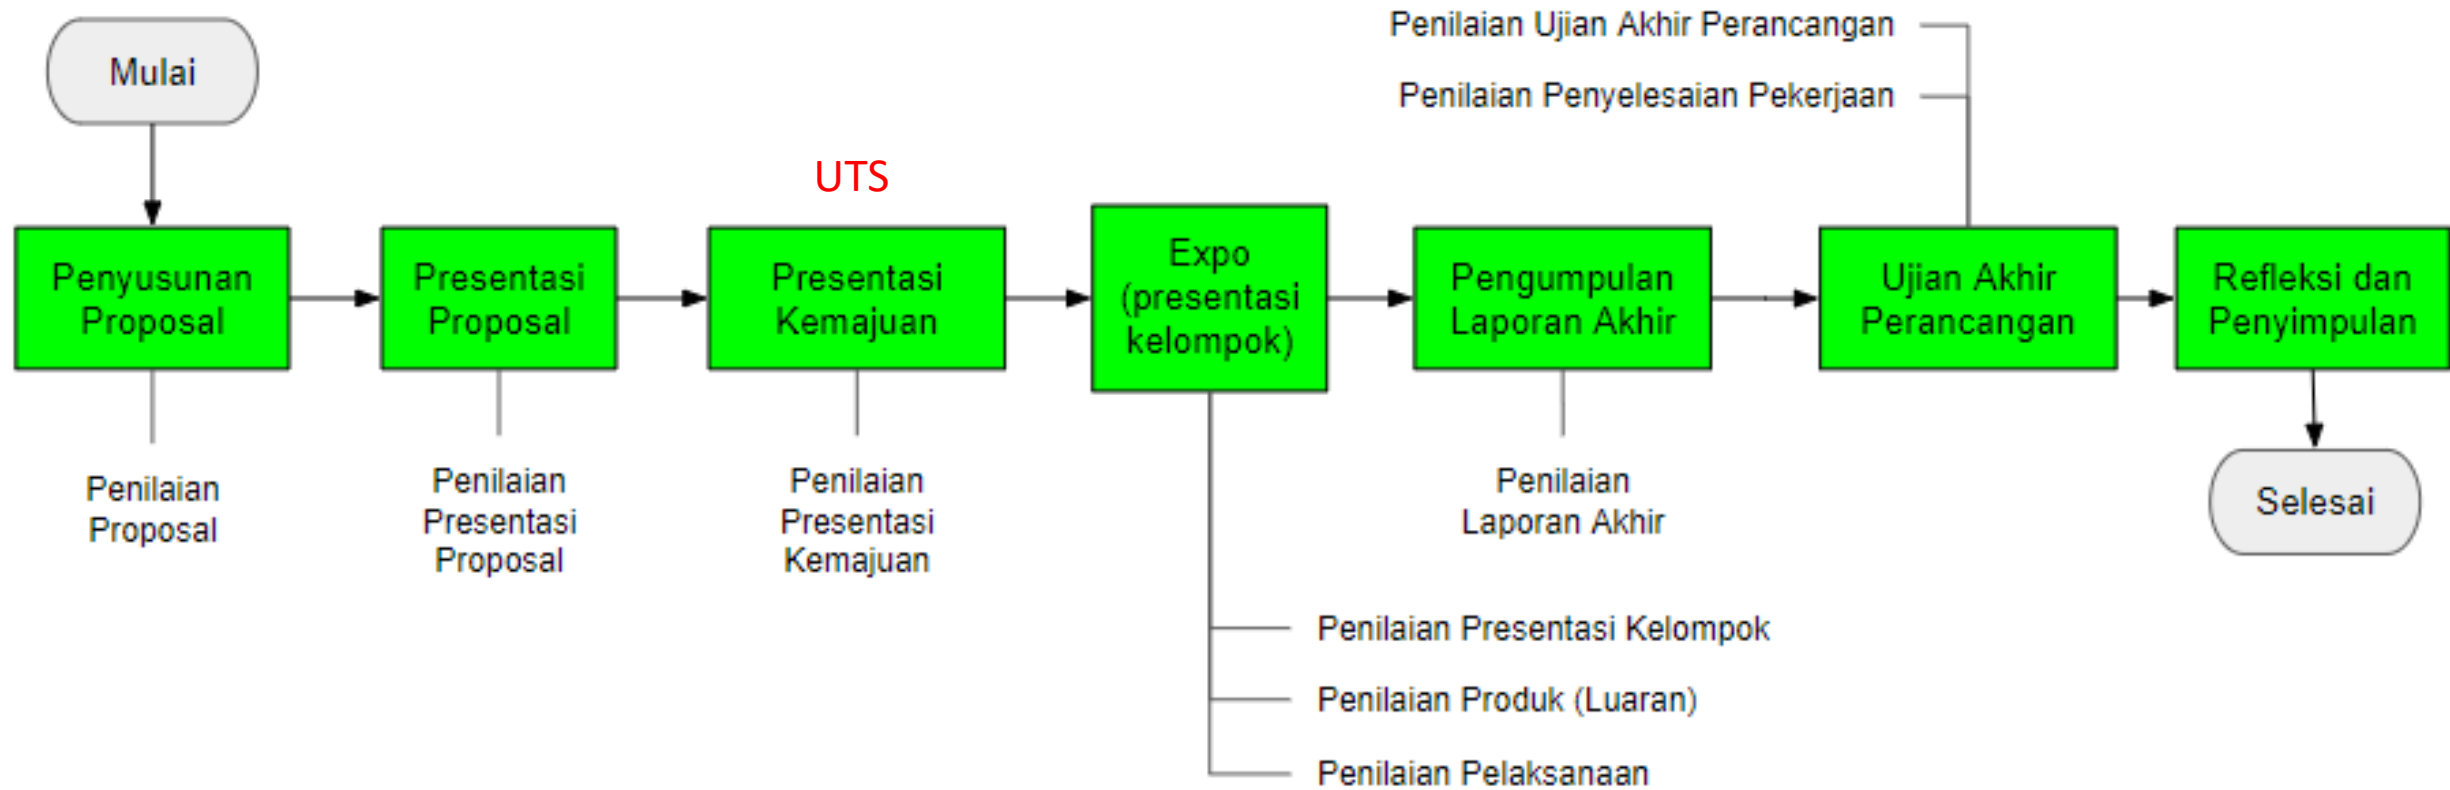 Mulai
Penyusunan
Proposal
Penilaian
Proposal
Presentasi
Proposal
Penilaian
Presentasi
Proposal
UTS
Presentasi
Kemajuan
Penilaian
Presentasi
Kemajuan
Expo
(presentasi
kelompok)
Penilaian Presentasi Kelompok
Penilaian Produk (Luaran)
Penilaian Pelaksanaan
Pengumpulan
Laporan Akhir
Penilaian
Laporan Akhir
Penilaian Ujian Akhir Perancangan
Penilaian Penyelesaian Pekerjaan
Ujian Akhir
Perancangan
Refleksi dan
Penyimpulan
Selesai